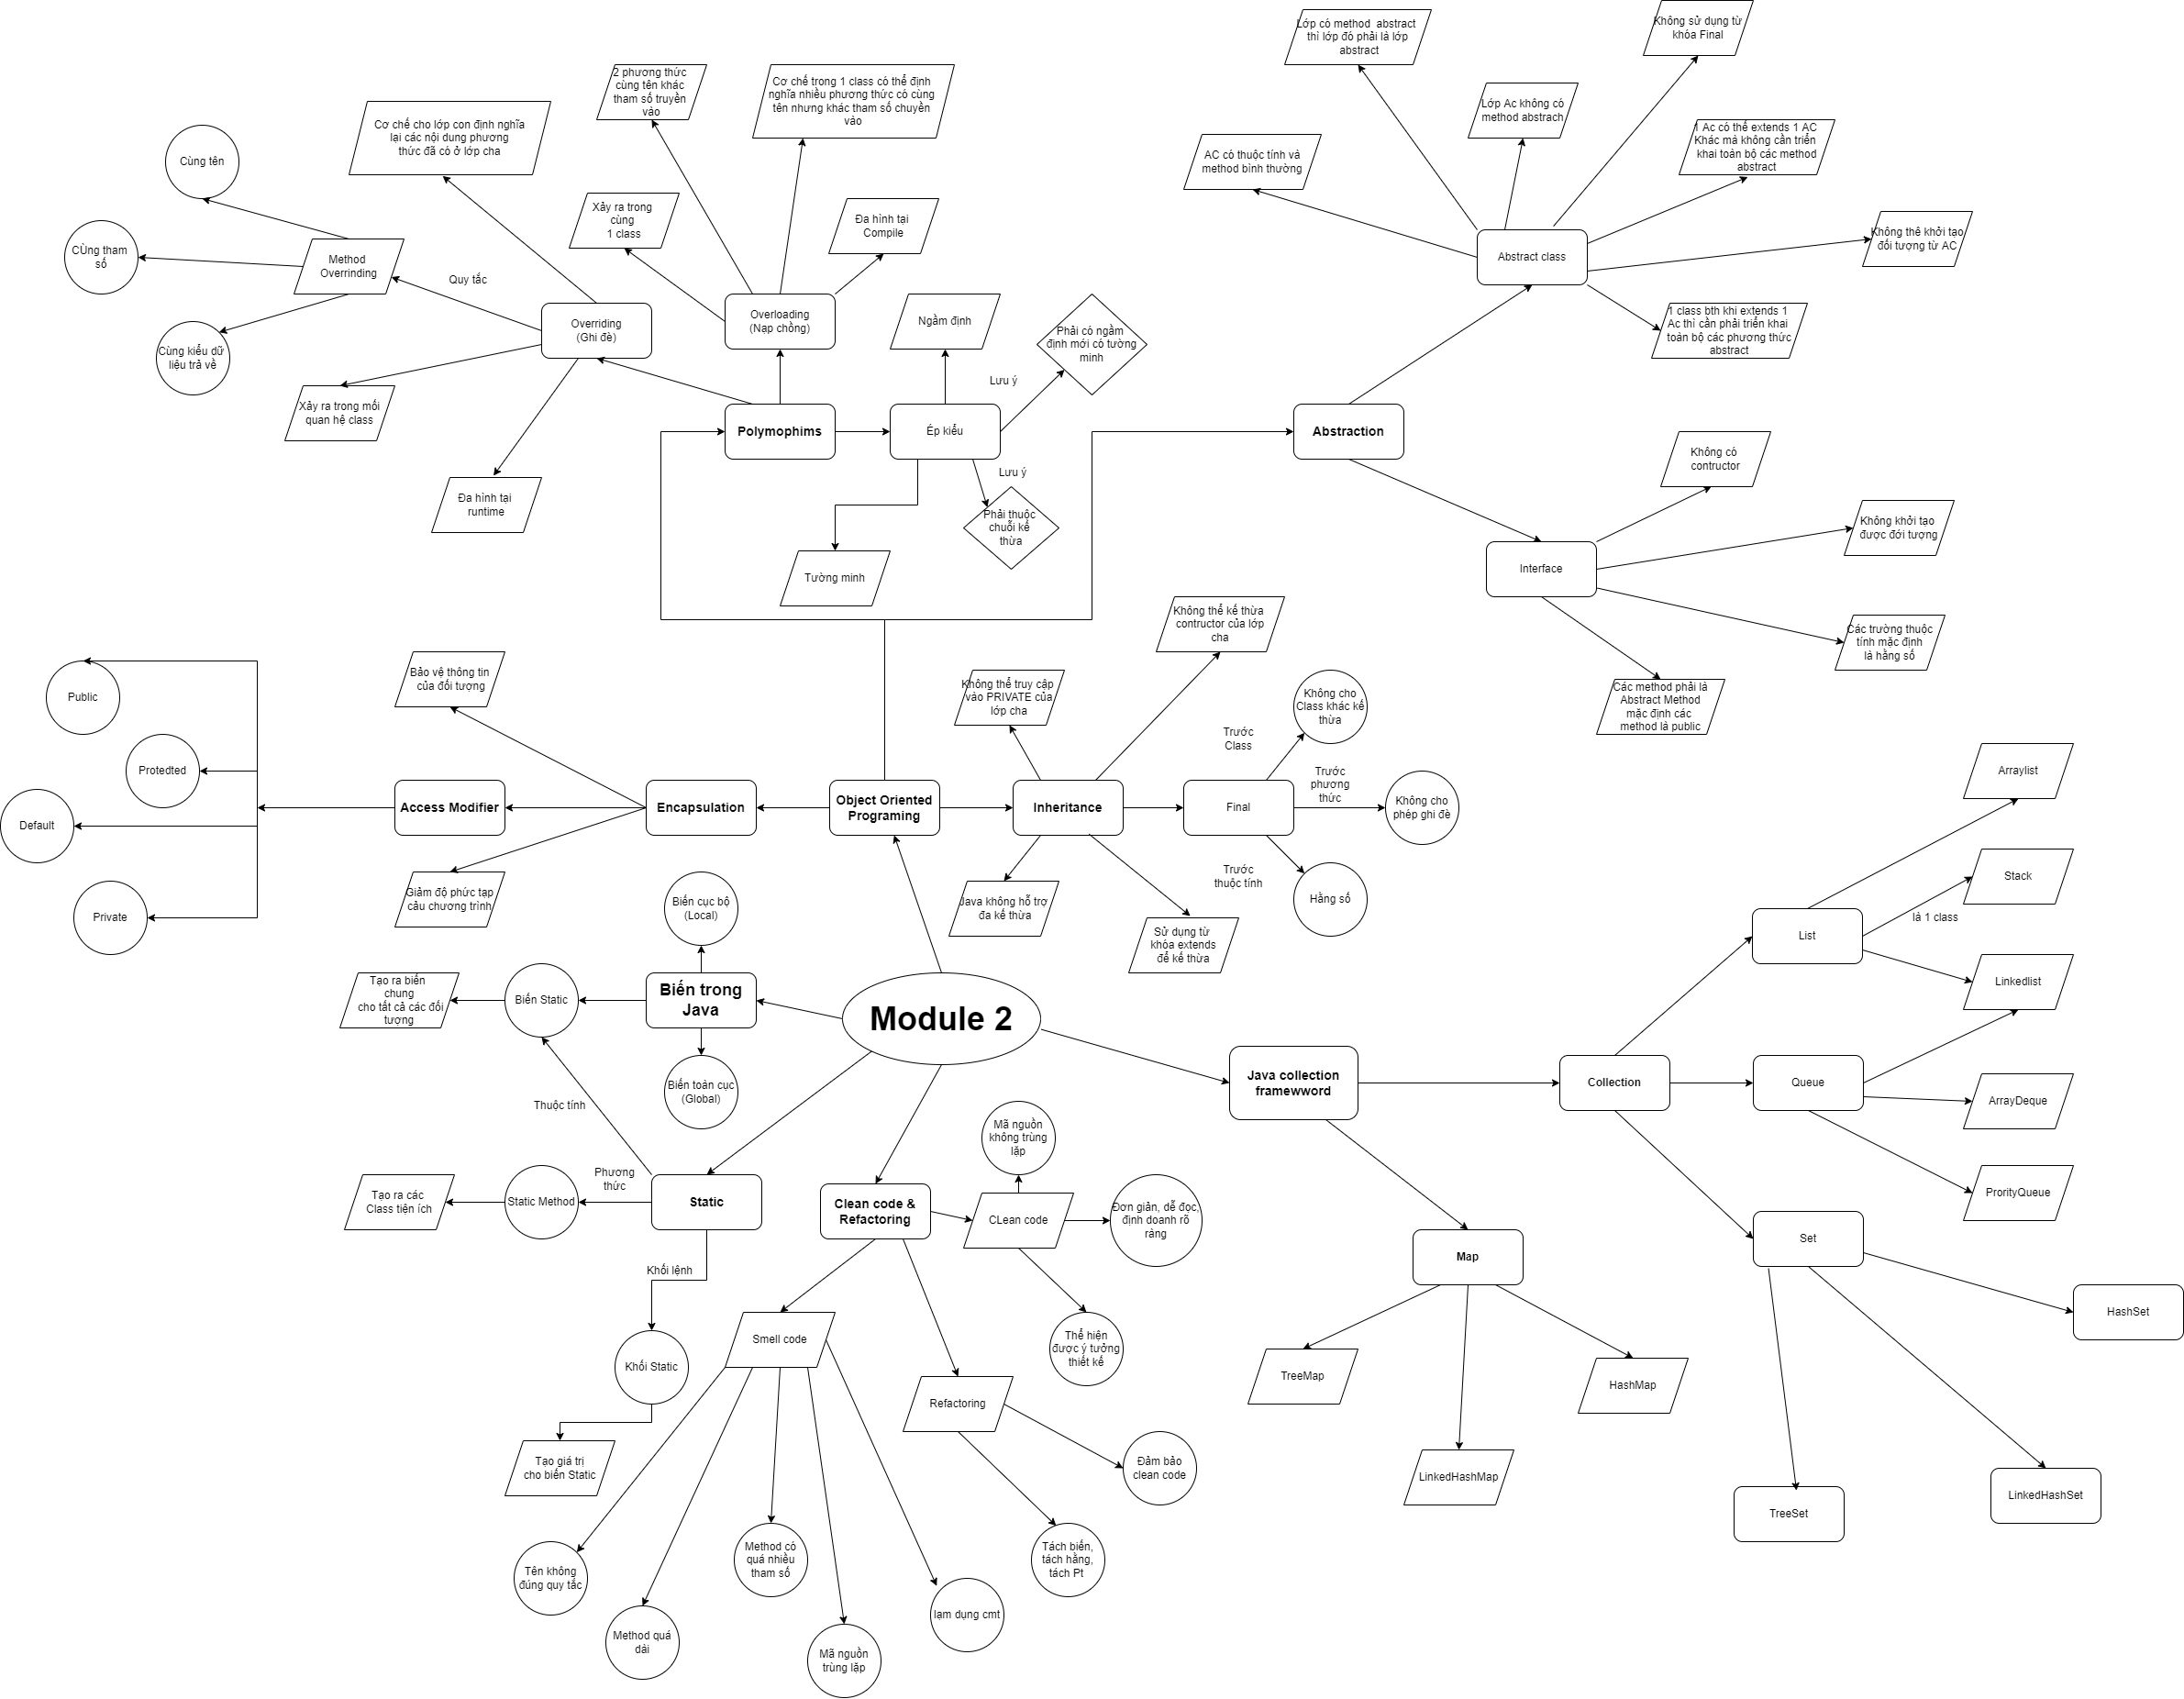 Lớp có method  abstract
thì lớp đó phải là lớp
abstract
Không sử dụng từ
khóa Final
2 phương thức
cùng tên khác
tham số truyền
vào
Cơ chế trong 1 class có thể định
nghĩa nhiều phương thức có cùng
tên nhưng khác tham số chuyền
vào
Lớp Ac không có
method abstrach
Cơ chế cho lớp con định nghĩa
lại các nội dung phương
thức đã có ở lớp cha
1 Ac có thể extends 1 AC
Khác mà không cần triển
khai toàn bộ các method
abstract
Cùng tên
AC có thuộc tính và
method bình thường
Xảy ra trong
cùng
1 class
Đa hình tại
Compile
Không thê khởi tạo
đối tượng từ AC
CÙng tham
số
Method
Overrinding
Abstract class
Quy tắc
Overriding
(Ghi đè)
Overloading
(Nạp chồng)
Ngầm định
Phải có ngầm
định mới có tường
minh
1 class bth khi extends 1
Ac thì cần phải triển khai
toàn bộ các phương thức
abstract
Cùng kiểu dữ
liệu trả về
Lưu ý
Xảy ra trong mối
quan hệ class
Polymophims
Ép kiểu
Abstraction
Không có
contructor
Lưu ý
Đa hình tại
runtime
Phải thuộc
chuỗi kế
thừa
Không khởi tạo
được đới tượng
Tường minh
Interface
Không thể kế thừa
contructor của lớp
cha
Các trường thuộc
tính mặc định
là hằng số
Bảo vệ thông tin
của đối tượng
Không thể truy cập
vào PRIVATE của
lớp cha
Public
Không cho
Class khác kế
thừa
Các method phải là
Abstract Method
mặc định các
method là public
Trước
Class
Protedted
Arraylist
Trước
phương
thức
Access Modifier
Encapsulation
Object Oriented
Programing
Inheritance
Final
Không cho
phép ghi đè
Default
Giảm độ phức tạp
cảu chương trình
Trước
thuộc tính
Stack
Java không hỗ trợ
đa kế thừa
Hằng số
Private
Biến cục bộ
(Local)
là 1 class
List
Sử dụng từ
khóa extends
để kế thừa
Tạo ra biến
chung
cho tất cả các đối
tượng
Biến Static
Biến trong
Java
Module 2
Linkedlist
Biến toàn cục
(Global)
Java collection
framewword
Collection
Queue
Thuộc tính
ArrayDeque
Mã nguồn
không trùng
lặp
Phương
thức
Tạo ra các
Class tiện ích
Static Method
Static
Clean code &
Refactoring
CLean code
Đơn giản, dễ đọc,
định doanh rõ
ràng
ProrityQueue
Set
Map
Khối lệnh
HashSet
Smell code
Thể hiện
được ý tưởng
thiết kế
Khối Static
TreeMap
HashMap
Refactoring
Tạo giá trị
cho biến Static
Đảm bảo
clean code
LinkedHashMap
LinkedHashSet
TreeSet
Tên không
đúng quy tắc
Method có
quá nhiều
tham số
Tách biến,
tách hằng,
tách Pt
lạm dụng cmt
Method quá
dài
Mã nguồn
trùng lặp